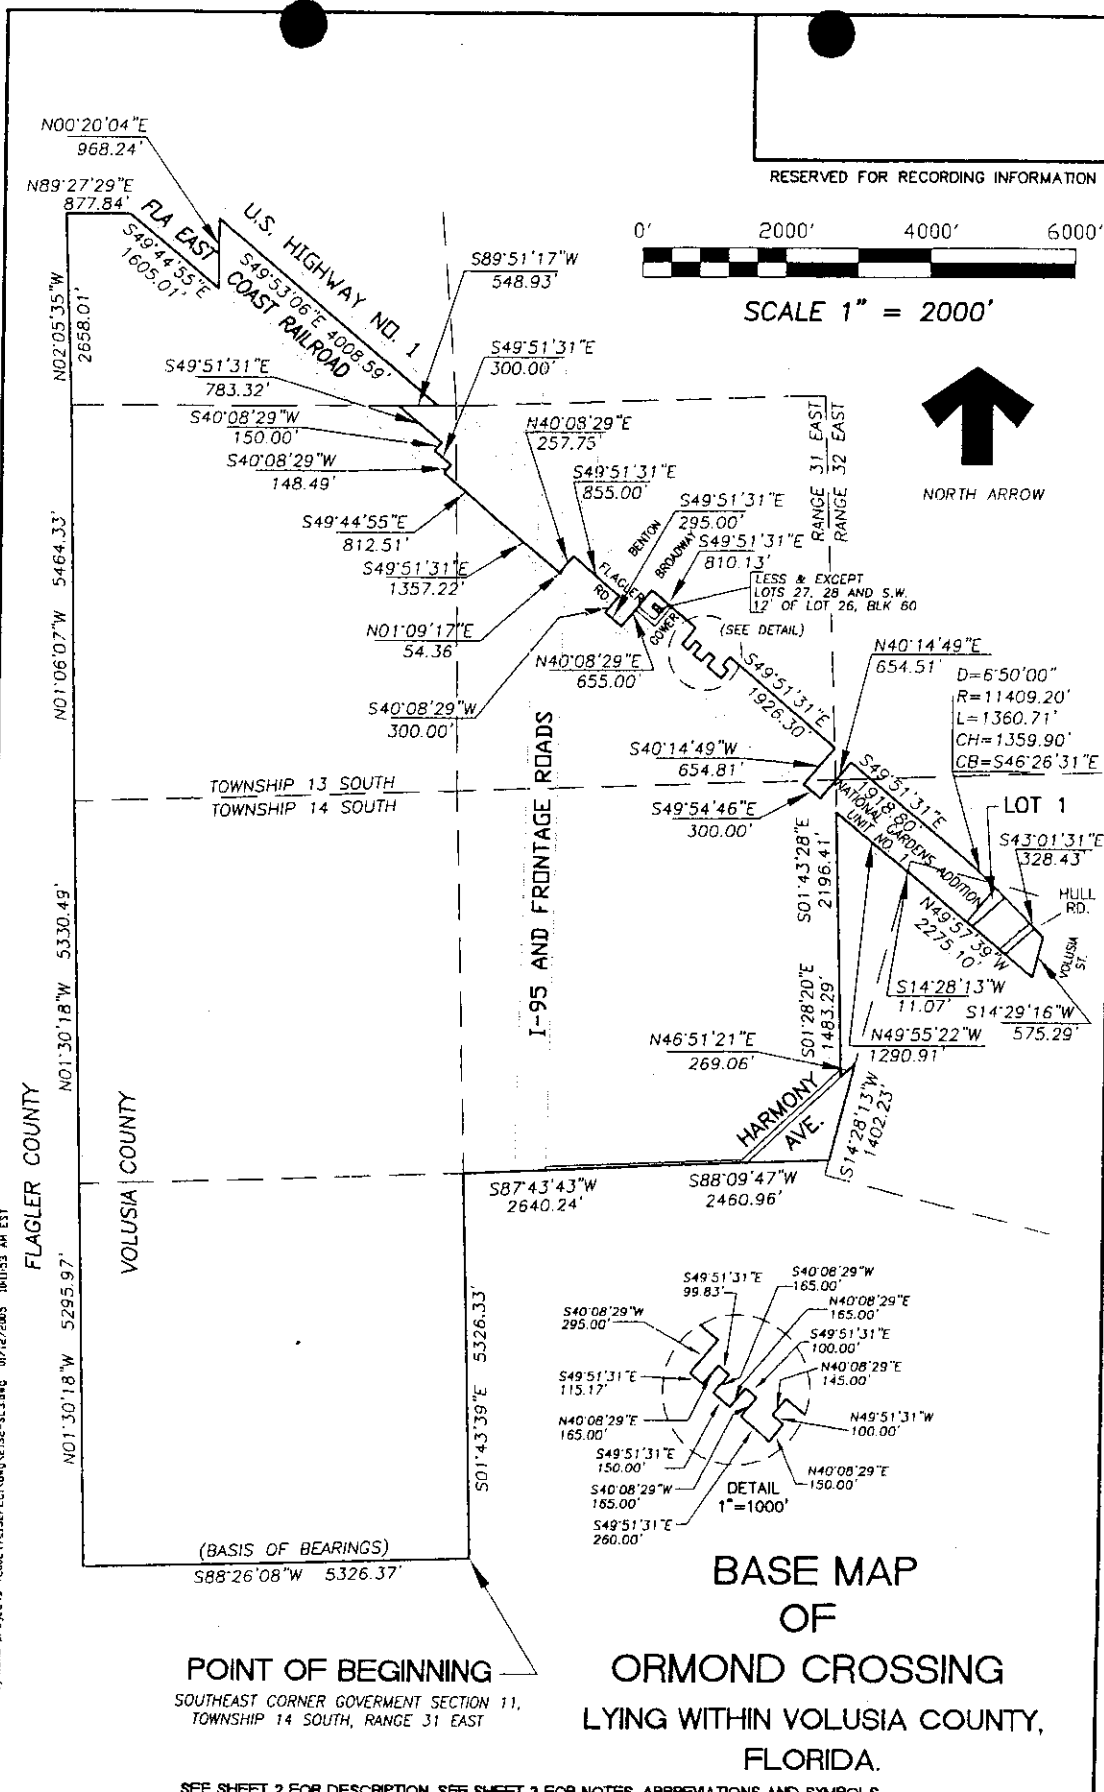 N00°20'04"E
968.24'
N89°27'29"E
877.84'
FLA EAST
COAST RAILROAD
S49°44'55"E
1605.01'
U.S. HIGHWAY NO. 1
S49°53'06"E 4008.59'
RESERVED FOR RECORDING INFORMATION
0' 2000' 4000' 6000'
SCALE 1" = 2000'
NORTH ARROW
N02°05'35"W
2658.01'
S89°51'17"W
548.93'
S49°51'31"E
300.00'
S49°51'31"E
783.32'
S40°08'29"W
150.00'
S40°08'29"W
148.49'
S49°44'55"E
812.51'
S49°51'31"E
1357.22'
N01°09'17"E
54.36'
S40°08'29"W
300.00'
N40°08'29"E
257.75'
S49°51'31"E
855.00'
S49°51'31"E
295.00'
BENTON
BROADWAY
FLAGLER
RD.
COWER
S49°51'31"E
810.13'
LESS & EXCEPT
LOTS 27, 28 AND S.W.
12' OF LOT 26, BLK 60
(SEE DETAIL)
N40°08'29"E
655.00'
RANGE 31 EAST
RANGE 32 EAST
S49°51'31"E
1926.30'
N40°14'49"E
654.51'
D=6°50'00"
R=11409.20'
L=1360.71'
CH=1359.90'
CB=S46°26'31"E
S40°14'49"W
654.81'
S49°54'46"E
300.00'
TOWNSHIP 13 SOUTH
TOWNSHIP 14 SOUTH
I-95 AND FRONTAGE ROADS
N01°06'07"W 5464.33'
S49°51'31"E
1918.60'
NATIONAL GARDENS ADDITION
UNIT NO. 1
LOT 1
S43°01'31"E
328.43'
HULL
RD.
VOLUSIA
ST.
N49°57'39"W
2275.10'
S14°28'13"W
11.07'
S14°29'16"W
575.29'
N49°55'22"W
1290.91'
S01°43'28"E
2196.41'
S01°28'20"E
1483.29'
N46°51'21"E
269.06'
HARMONY
AVE.
S14°28'13"W
1402.23'
S87°43'43"W
2640.24'
S88°09'47"W
2460.96'
N01°30'18"W 5330.49'
FLAGLER COUNTY
VOLUSIA COUNTY
N01°30'18"W 5295.97'
S01°43'39"E 5326.33'
S49°51'31"E
99.83'
S40°08'29"W
165.00'
S40°08'29"W
295.00'
N40°08'29"E
165.00'
S49°51'31"E
100.00'
S49°51'31"E
115.17'
N40°08'29"E
145.00'
N40°08'29"E
165.00'
N49°51'31"W
100.00'
S49°51'31"E
150.00'
S40°08'29"W
165.00'
N40°08'29"E
150.00'
S49°51'31"E
260.00'
DETAIL
1"=1000'
(BASIS OF BEARINGS)
S88°26'08"W 5326.37'
POINT OF BEGINNING
SOUTHEAST CORNER GOVERMENT SECTION 11,
TOWNSHIP 14 SOUTH, RANGE 31 EAST
BASE MAP
OF
ORMOND CROSSING
LYING WITHIN VOLUSIA COUNTY,
FLORIDA.
SEE SHEET 2 FOR DESCRIPTION, SEE SHEET 3 FOR NOTES, ABBREVIATIONS AND SYMBOLS